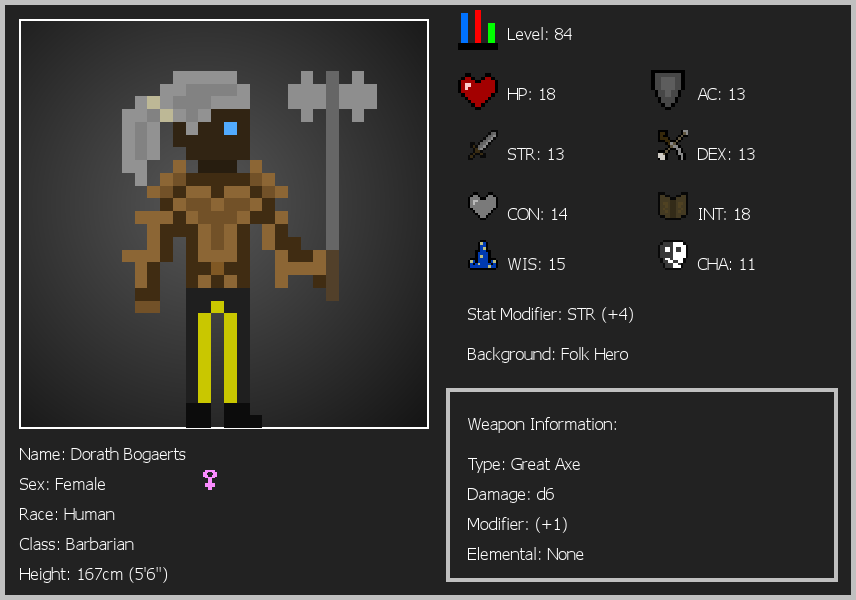 Level: 84
HP: 18
AC: 13
STR: 13
DEX: 13
CON: 14
INT: 18
WIS: 15
CHA: 11
Stat Modifier: STR (+4)
Background: Folk Hero
Weapon Information:
Type: Great Axe
Damage: d6
Modifier: (+1)
Elemental: None
Name: Dorath Bogaerts
Sex: Female
Race: Human
Class: Barbarian
Height: 167cm (5'6")